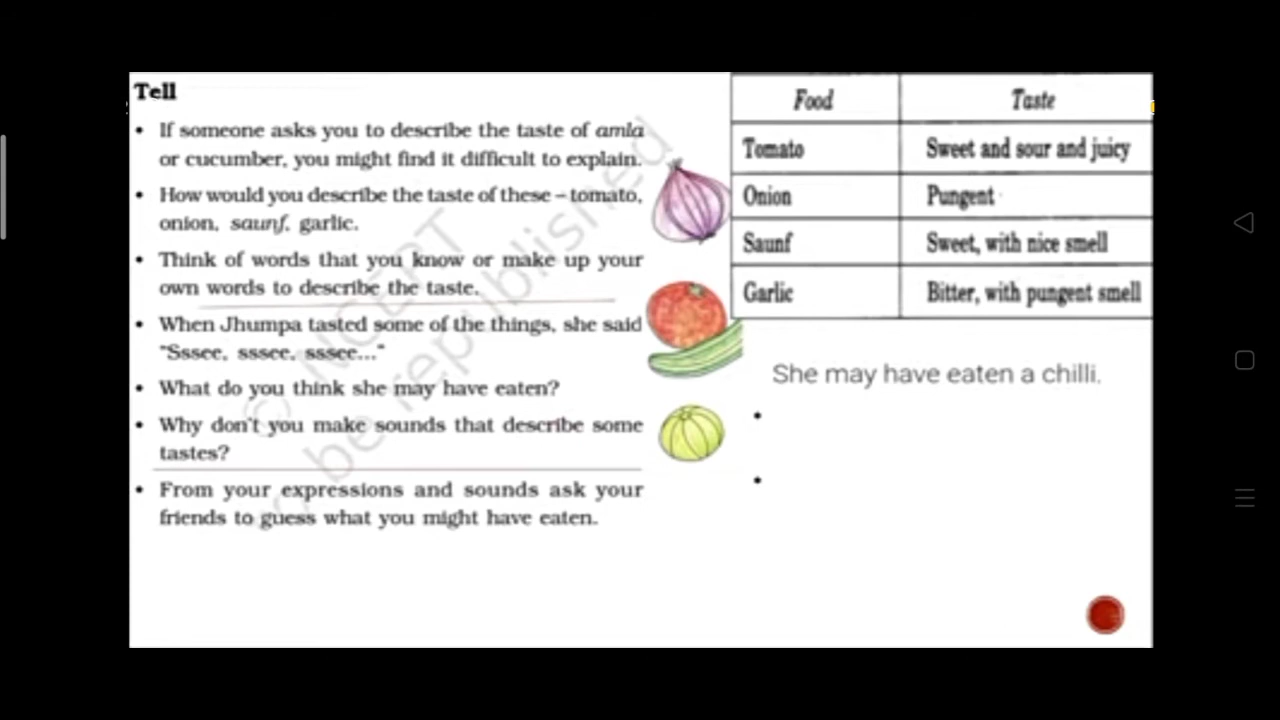 Tell
• If someone asks you to describe the taste of amla
or cucumber, you might find it difficult to explain.
• How would you describe the taste of these – tomato,
onion, saunf, garlic.
• Think of words that you know or make up your
own words to describe the taste.
• When Jhumpa tasted some of the things, she said
"Sssee, sssee, sssee..."
• What do you think she may have eaten?
• Why don't you make sounds that describe some
tastes?
• From your expressions and sounds ask your
friends to guess what you might have eaten.
© NCERT
be republished
Food Taste
Tomato Sweet and sour and juicy
Onion Pungent
Saunf Sweet, with nice smell
Garlic Bitter, with pungent smell
She may have eaten a chilli.